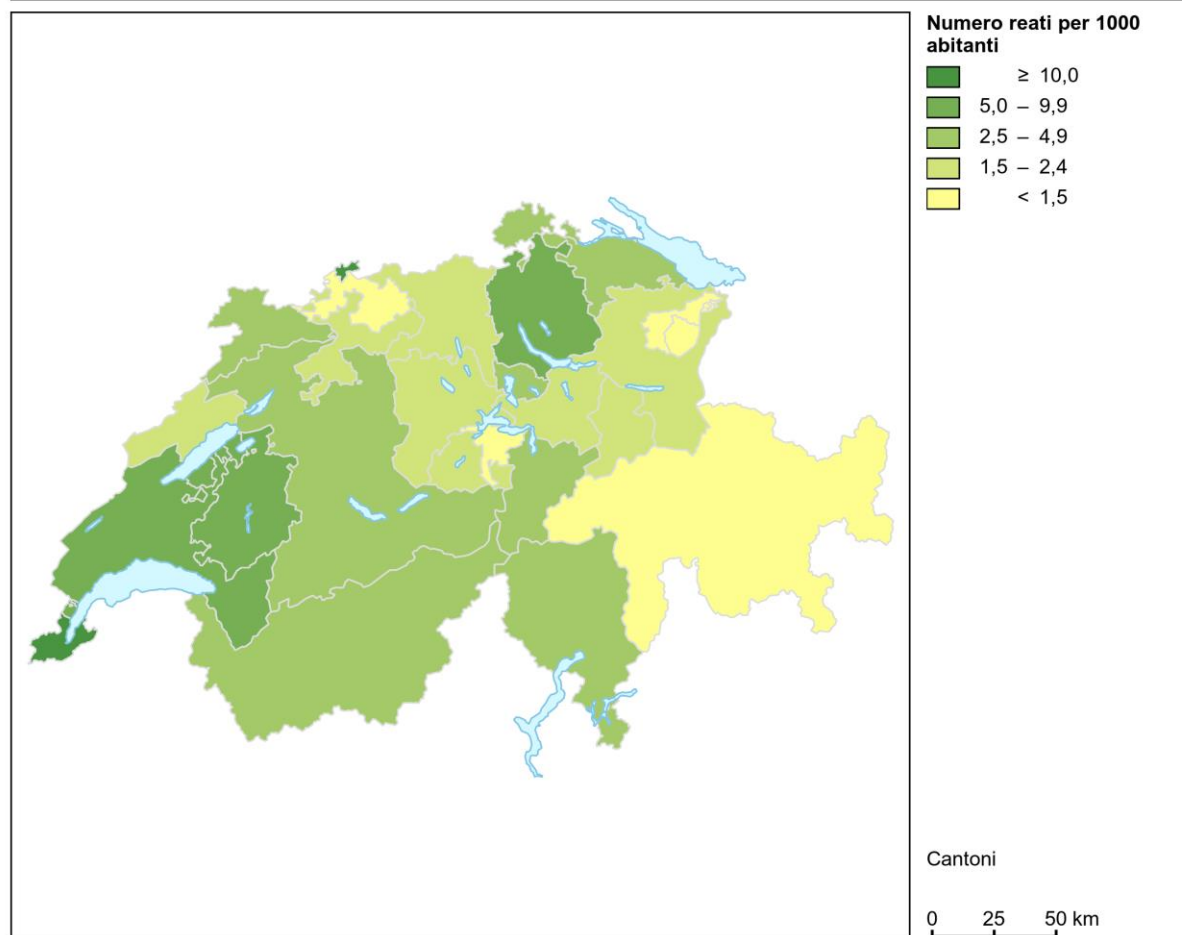 Numero reati per 1000
abitanti
≥ 10,0
5,0 – 9,9
2,5 – 4,9
1,5 – 2,4
< 1,5
Cantoni
0 25 50 km